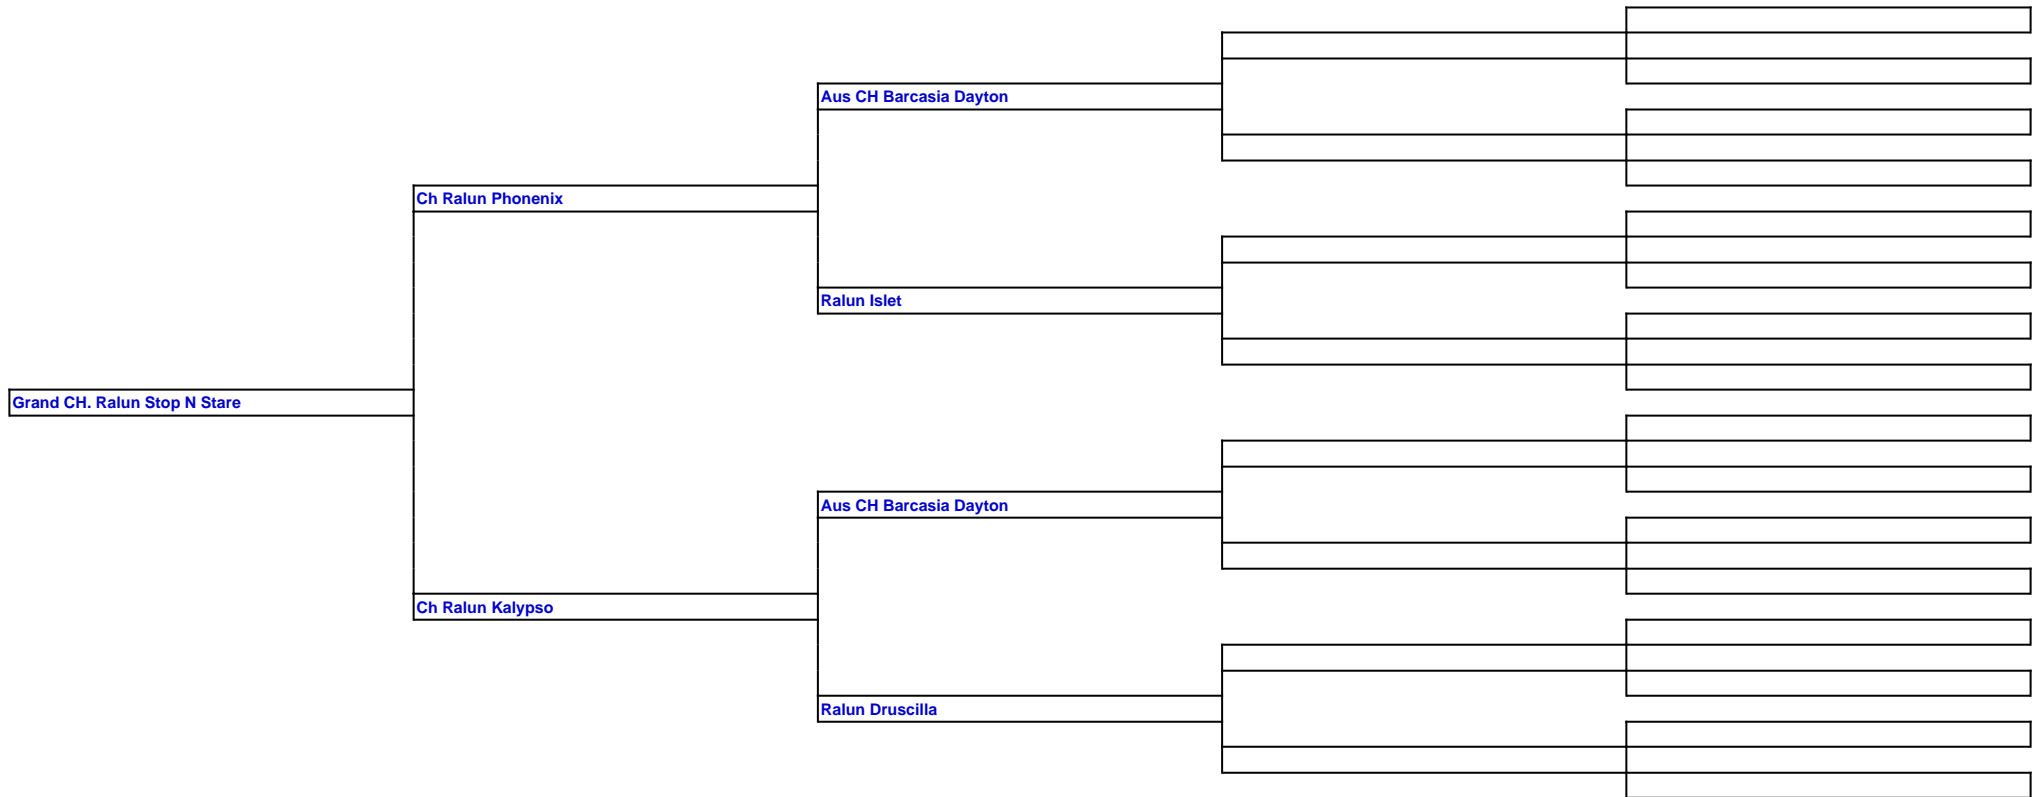 Aus CH Barcasia Dayton
Ch Ralun Phonenix
Ralun Islet
Grand CH. Ralun Stop N Stare
Aus CH Barcasia Dayton
Ch Ralun Kalypso
Ralun Druscilla